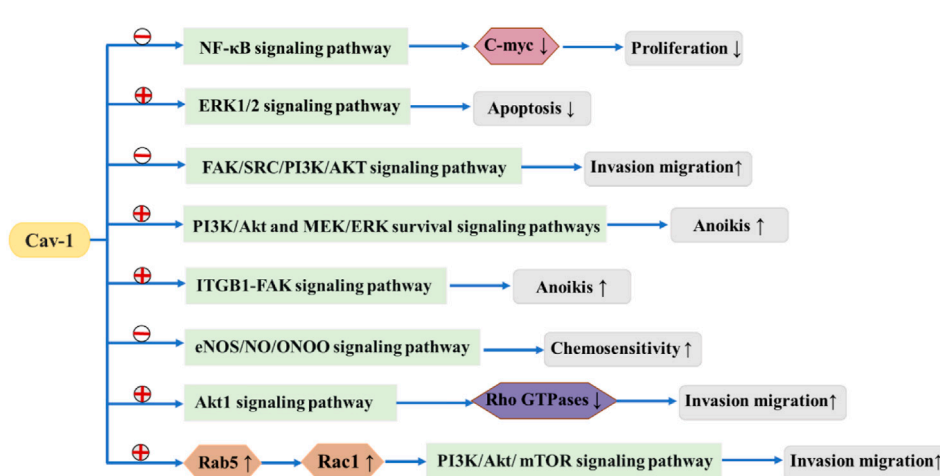 NF-κB signaling pathway
C-myc ↓
Proliferation ↓
ERK1/2 signaling pathway
Apoptosis ↓
FAK/SRC/PI3K/AKT signaling pathway
Invasion migration↑
Cav-1
PI3K/Akt and MEK/ERK survival signaling pathways
Anoikis ↑
ITGB1-FAK signaling pathway
Anoikis ↑
eNOS/NO/ONOO signaling pathway
Chemosensitivity ↑
Akt1 signaling pathway
Rho GTPases ↓
Invasion migration↑
Rab5 ↑
Rac1 ↑
PI3K/Akt/ mTOR signaling pathway
Invasion migration↑